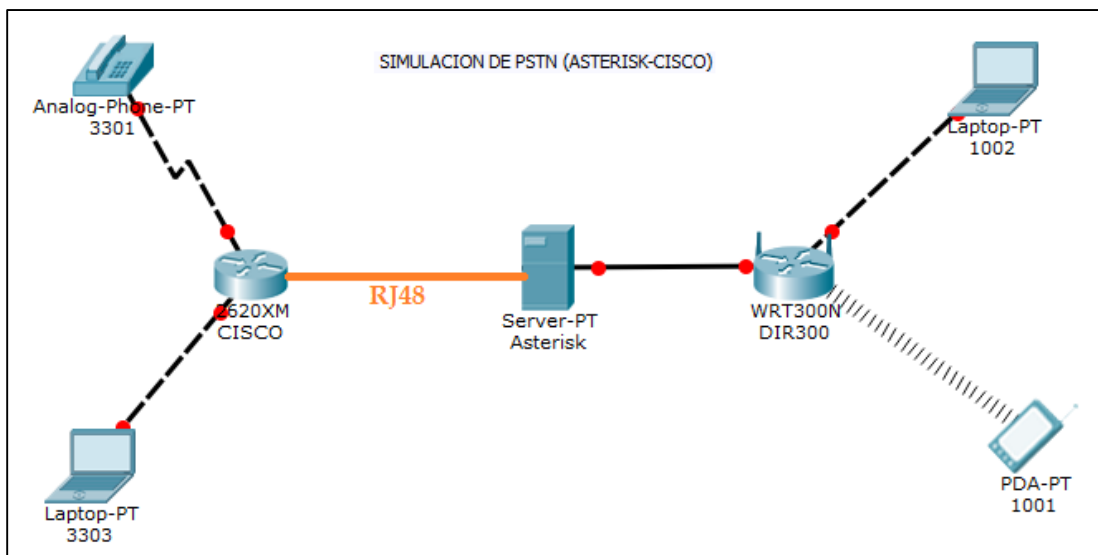 SIMULACION DE PSTN (ASTERISK-CISCO)
Analog-Phone-PT
3301
Laptop-PT
1002
2620XM
CISCO
RJ48
Server-PT
Asterisk
WRT300N
DIR300
Laptop-PT
3303
PDA-PT
1001